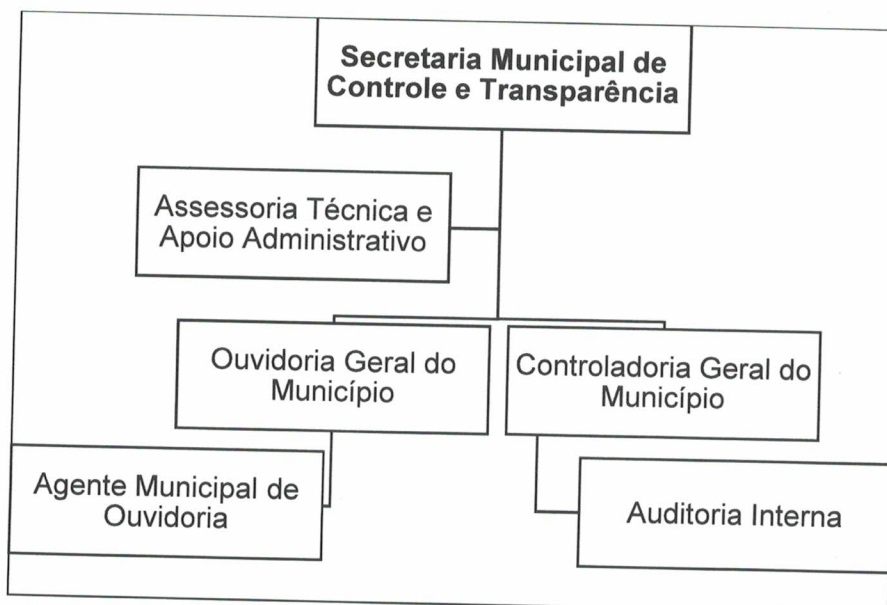 Secretaria Municipal de
Controle e Transparência
Assessoria Técnica e
Apoio Administrativo
Ouvidoria Geral do
Município
Controladoria Geral do
Município
Agente Municipal de
Ouvidoria
Auditoria Interna